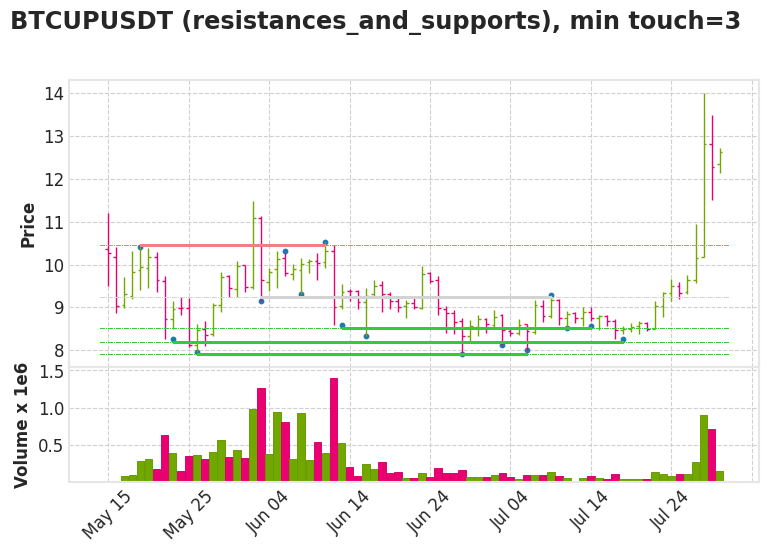 BTCUPUSDT (resistances_and_supports), min touch=3
Price
14
13
12
11
10
9
8
Volume x 1e6
1.5
1.0
0.5
May 15
May 25
Jun 04
Jun 14
Jun 24
Jul 04
Jul 14
Jul 24